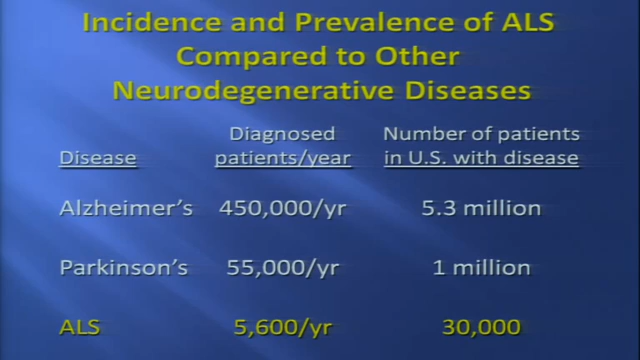 Incidence and Prevalence of ALS
Compared to Other
Neurodegenerative Diseases
Disease Diagnosed patients/year Number of patients in U.S. with disease
Alzheimer's 450,000/yr 5.3 million
Parkinson's 55,000/yr 1 million
ALS 5,600/yr 30,000